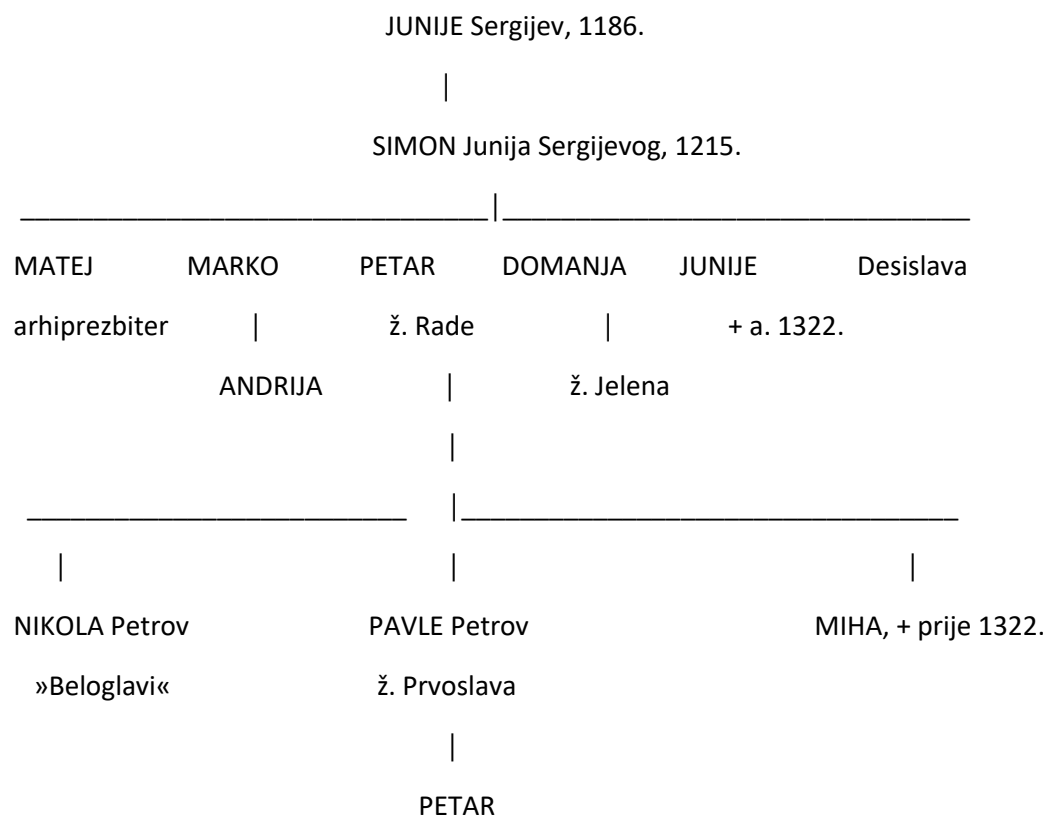 JUNIJE Sergijev, 1186.
SIMON Junija Sergijevog, 1215.
MATEJ MARKO PETAR DOMANJA JUNIJE Desislava
arhiprezbiter ž. Rade + a. 1322.
ANDRIJA ž. Jelena
NIKOLA Petrov PAVLE Petrov MIHA, + prije 1322.
»Beloglavi« ž. Prvoslava
PETAR